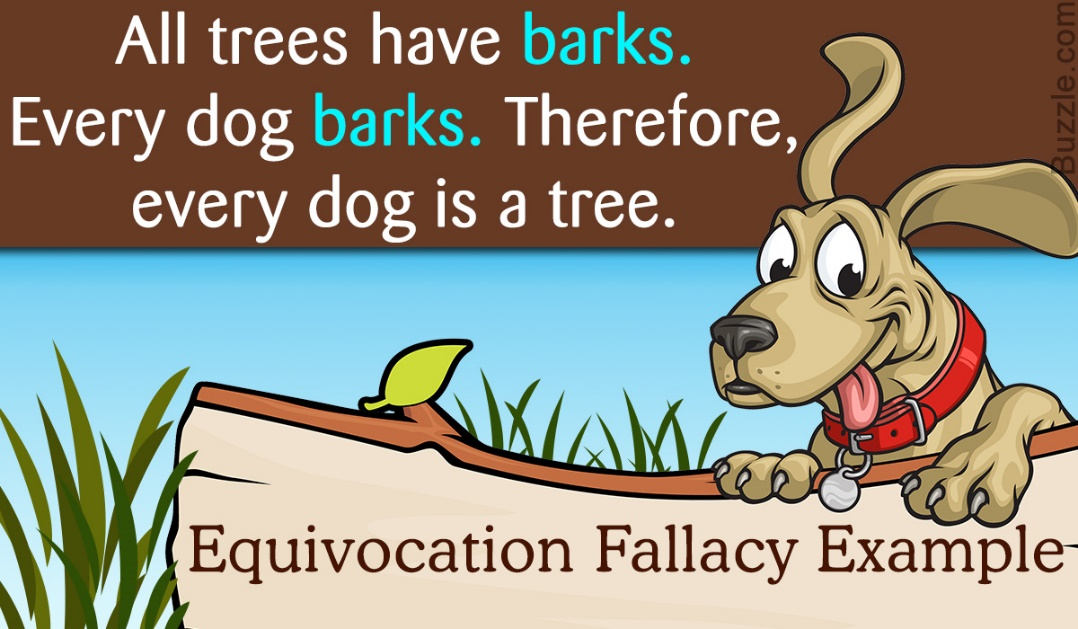 All trees have barks.
Every dog barks. Therefore,
every dog is a tree.
Buzzle.com
Equivocation Fallacy Example